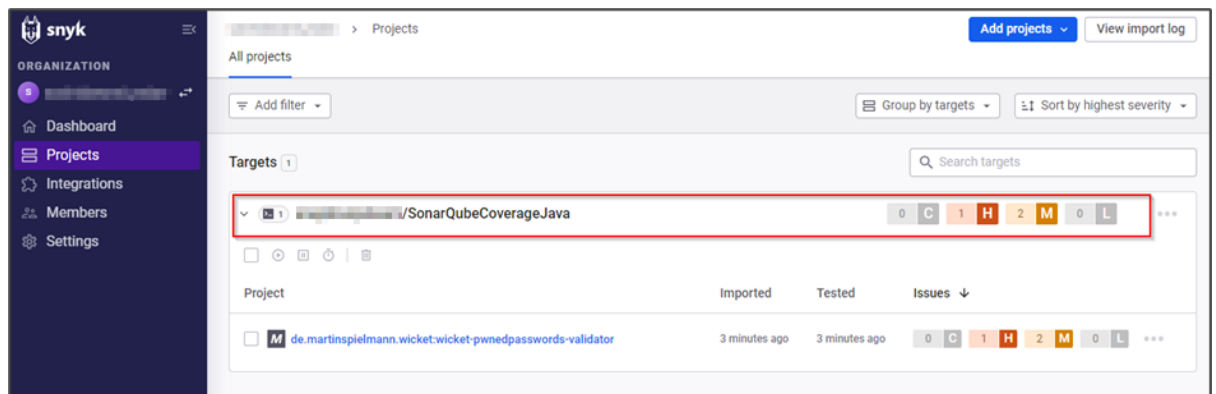 snyk
ORGANIZATION
S
Dashboard
Projects
Integrations
Members
Settings
> Projects
Add projects
View import log
All projects
Add filter
Group by targets
Sort by highest severity
Targets 1
Search targets
1 /SonarQubeCoverageJava 0 C 1 H 2 M 0 L
Project Imported Tested Issues
M de.martinspielmann.wicket:wicket-pwnedpasswords-validator 3 minutes ago 3 minutes ago 0 C 1 H 2 M 0 L